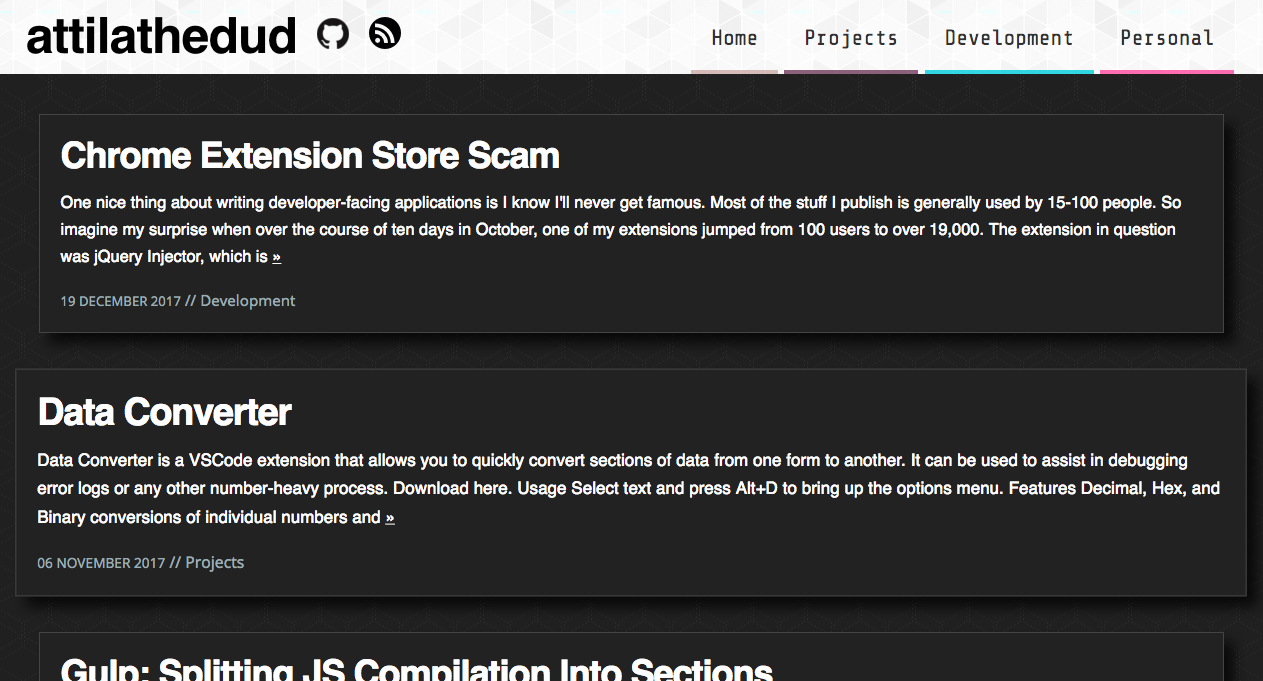 attilathedud
Home Projects Development Personal
Chrome Extension Store Scam
One nice thing about writing developer-facing applications is I know I'll never get famous. Most of the stuff I publish is generally used by 15-100 people. So
imagine my surprise when over the course of ten days in October, one of my extensions jumped from 100 users to over 19,000. The extension in question
was jQuery Injector, which is »
19 DECEMBER 2017 // Development
Data Converter
Data Converter is a VSCode extension that allows you to quickly convert sections of data from one form to another. It can be used to assist in debugging
error logs or any other number-heavy process. Download here. Usage Select text and press Alt+D to bring up the options menu. Features Decimal, Hex, and
Binary conversions of individual numbers and »
06 NOVEMBER 2017 // Projects
Gulp: Splitting JS Compilation Into Sections